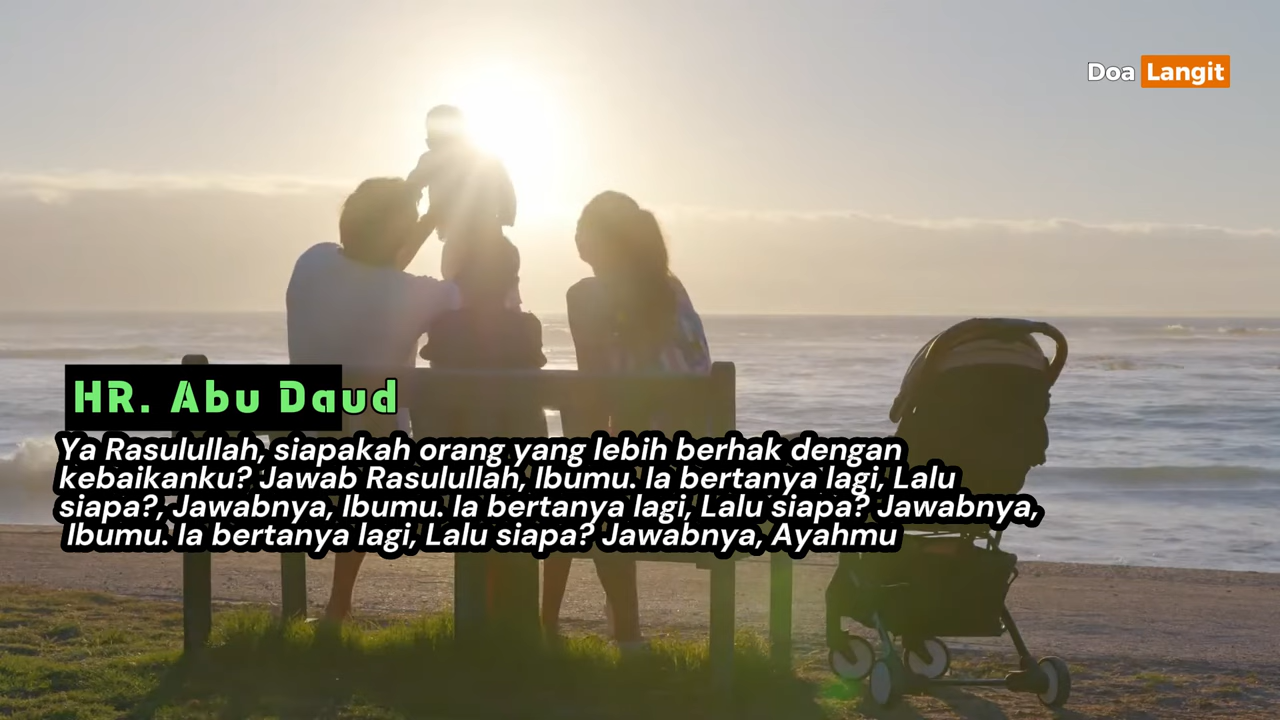 Doa Langit
HR. Abu Daud
Ya Rasulullah, siapakah orang yang lebih berhak dengan
kebaikanku? Jawab Rasulullah, Ibumu. Ia bertanya lagi, Lalu
siapa?, Jawabnya, Ibumu. Ia bertanya lagi, Lalu siapa? Jawabnya,
Ibumu. Ia bertanya lagi, Lalu siapa? Jawabnya, Ayahmu